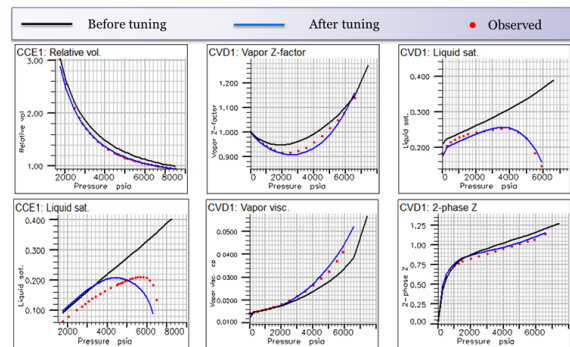 Before tuning After tuning Observed
CCE1: Relative vol.
3.00
2.00
1.00
Relative vol
2000 4000 6000 8000
Pressure psia
CVD1: Vapor Z-factor
1.200
1.100
1.000
0.900
Vapor Z-factor
0 2000 4000 6000
Pressure psia
CVD1: Liquid sat.
0.400
0.300
0.200
Liquid sat.
0 2000 4000 6000
Pressure psia
CCE1: Liquid sat.
0.400
0.300
0.200
0.100
Liquid sat.
2000 4000 6000 8000
Pressure psia
CVD1: Vapor visc.
0.0500
0.0400
0.0300
0.0200
0.0100
Vapor visc. cp
0 2000 4000 6000
Pressure psia
CVD1: 2-phase Z
1.25
1.00
0.75
0.50
0.25
0.00
2-phase Z
0 2000 4000 6000
Pressure psia